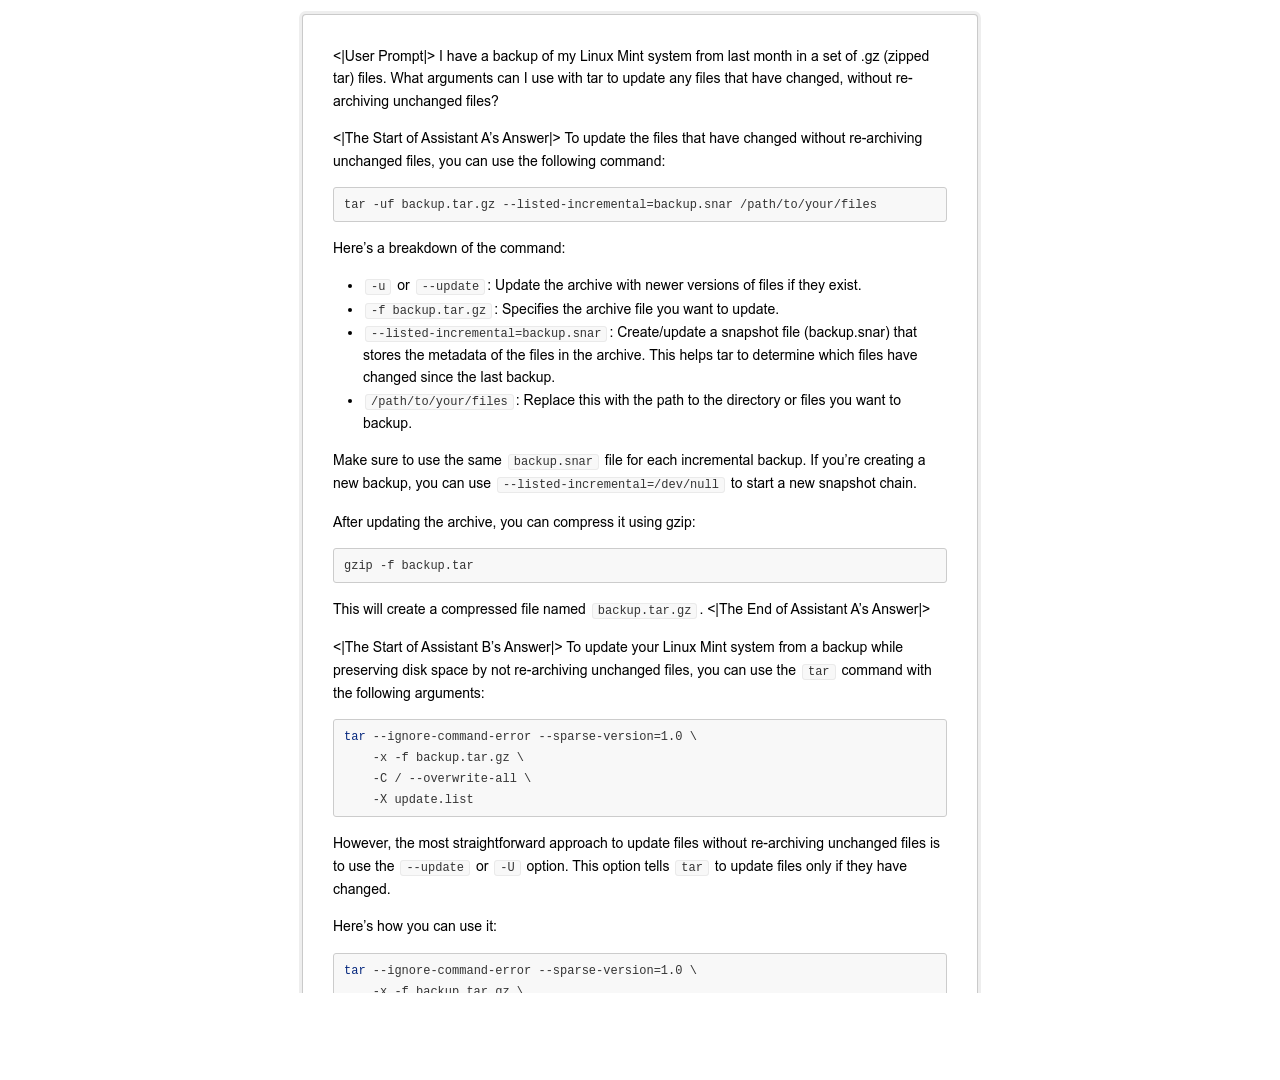 <|User Prompt|> I have a backup of my Linux Mint system from last month in a set of .gz (zipped
tar) files. What arguments can I use with tar to update any files that have changed, without re-
archiving unchanged files?
<|The Start of Assistant A’s Answer|> To update the files that have changed without re-archiving
unchanged files, you can use the following command:
tar -uf backup.tar.gz --listed-incremental=backup.snar /path/to/your/files
Here’s a breakdown of the command:
• -u or --update : Update the archive with newer versions of files if they exist.
• -f backup.tar.gz : Specifies the archive file you want to update.
• --listed-incremental=backup.snar : Create/update a snapshot file (backup.snar) that
stores the metadata of the files in the archive. This helps tar to determine which files have
changed since the last backup.
• /path/to/your/files : Replace this with the path to the directory or files you want to
backup.
Make sure to use the same backup.snar file for each incremental backup. If you’re creating a
new backup, you can use --listed-incremental=/dev/null to start a new snapshot chain.
After updating the archive, you can compress it using gzip:
gzip -f backup.tar
This will create a compressed file named backup.tar.gz . <|The End of Assistant A’s Answer|>
<|The Start of Assistant B’s Answer|> To update your Linux Mint system from a backup while
preserving disk space by not re-archiving unchanged files, you can use the tar command with
the following arguments:
tar --ignore-command-error --sparse-version=1.0 \
-x -f backup.tar.gz \
-C / --overwrite-all \
-X update.list
However, the most straightforward approach to update files without re-archiving unchanged files is
to use the --update or -U option. This option tells tar to update files only if they have
changed.
Here’s how you can use it:
tar --ignore-command-error --sparse-version=1.0 \
-x -f backup.tar.gz \